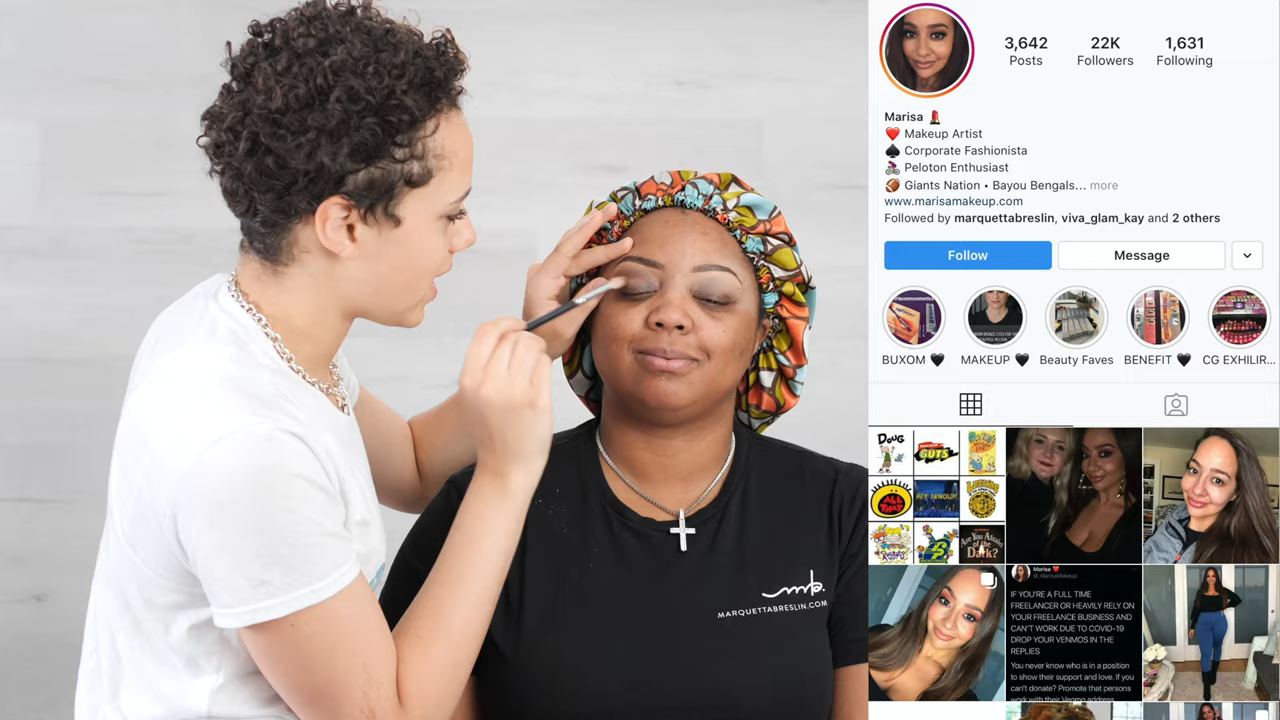 mb.
MARQUETTABRESLIN.COM
3,642
22K
1,631
Posts
Followers
Following
Marisa 💄
❤️ Makeup Artist
♠️ Corporate Fashionista
🚴🏽‍♀️ Peloton Enthusiast
🏈 Giants Nation • Bayou Bengals... more
www.marisamakeup.com
Followed by marquettabreslin, viva_glam_kay and 2 others
Follow
Message
BUXOM 🖤
MAKEUP 🖤
Beauty Faves
BENEFIT 🖤
CG EXHILIR...
DOUG
GUTS
ALL THAT
HEY ARNOLD!
Rugrats
Are You Afraid
of the
Dark?
Marisa ❤️
IF YOU'RE A FULL TIME
FREELANCER OR HEAVILY RELY ON
YOUR FREELANCE BUSINESS AND
CAN'T WORK DUE TO COVID-19
DROP YOUR VENMOS IN THE
REPLIES
You never know who is in a position
to show their support and love. If you
can't donate? Promote that persons
work with their Venmo address